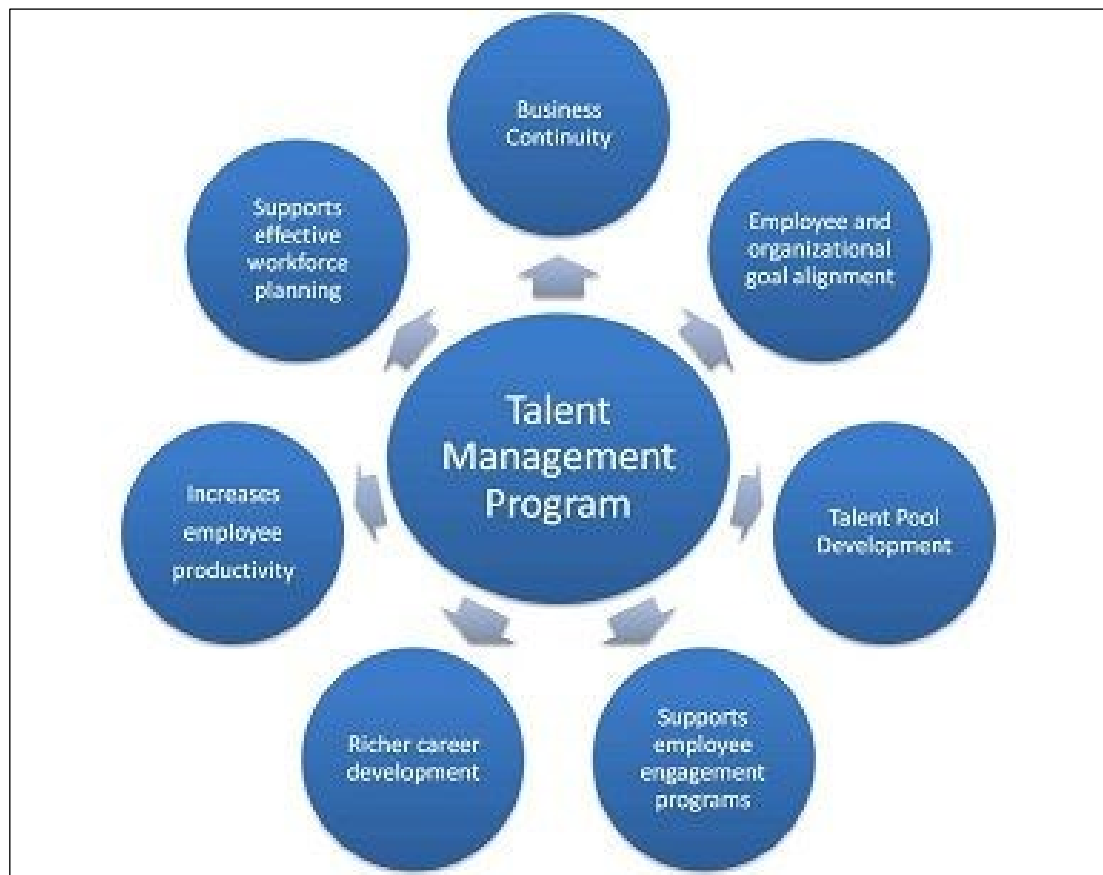 Business
Continuity
Employee and
organizational
goal alignment
Talent Pool
Development
Supports
employee
engagement
programs
Richer career
development
Increases
employee
productivity
Supports
effective
workforce
planning
Talent
Management
Program